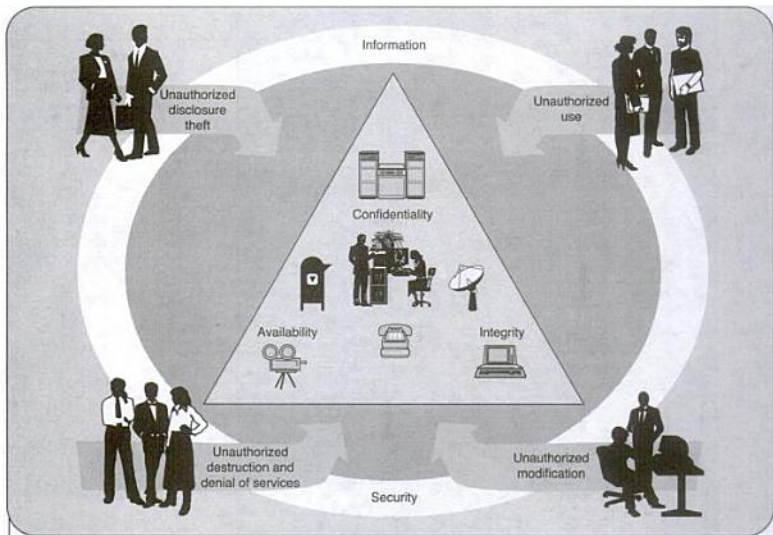 Information
Unauthorized
disclosure
theft
Unauthorized
use
Confidentiality
Availability
Integrity
Unauthorized
destruction and
denial of services
Unauthorized
modification
Security